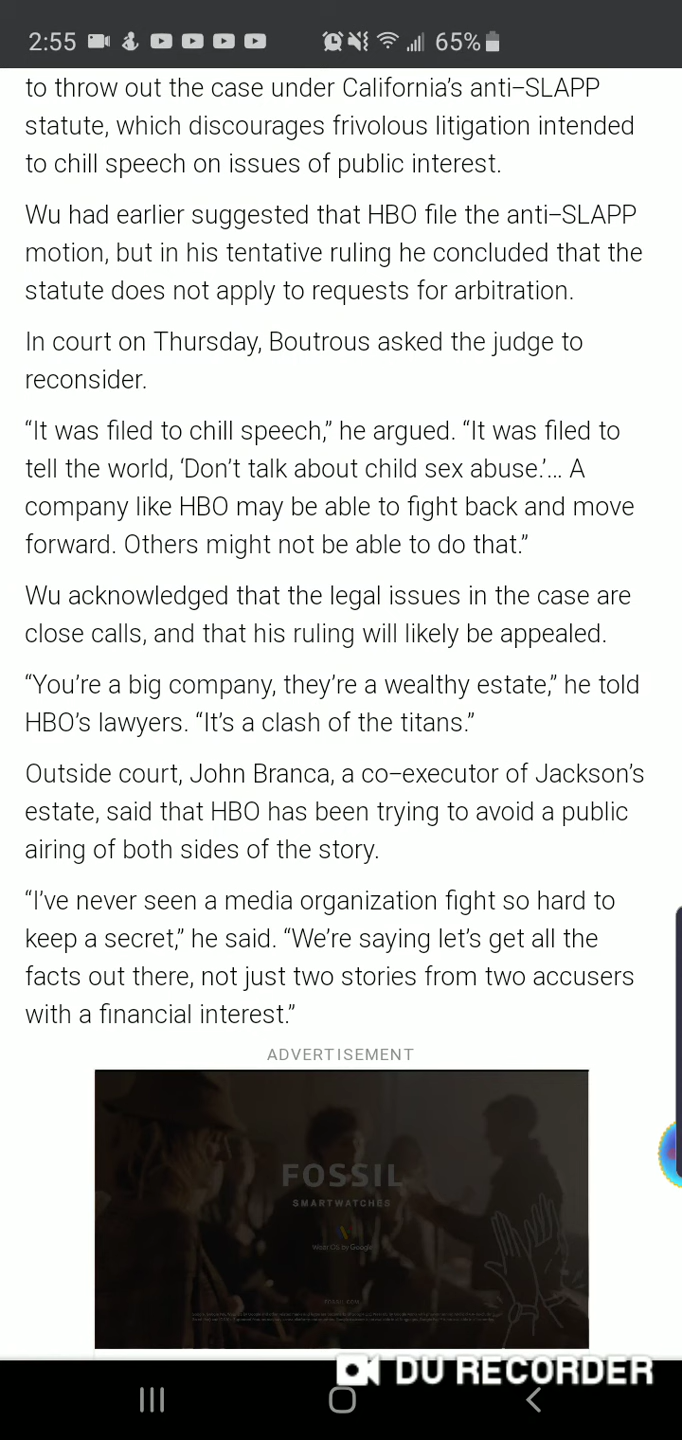 2:55
65%
to throw out the case under California’s anti–SLAPP
statute, which discourages frivolous litigation intended
to chill speech on issues of public interest.
Wu had earlier suggested that HBO file the anti–SLAPP
motion, but in his tentative ruling he concluded that the
statute does not apply to requests for arbitration.
In court on Thursday, Boutrous asked the judge to
reconsider.
“It was filed to chill speech,” he argued. “It was filed to
tell the world, ‘Don’t talk about child sex abuse.’... A
company like HBO may be able to fight back and move
forward. Others might not be able to do that.”
Wu acknowledged that the legal issues in the case are
close calls, and that his ruling will likely be appealed.
“You’re a big company, they’re a wealthy estate,” he told
HBO’s lawyers. “It’s a clash of the titans.”
Outside court, John Branca, a co–executor of Jackson’s
estate, said that HBO has been trying to avoid a public
airing of both sides of the story.
“I’ve never seen a media organization fight so hard to
keep a secret,” he said. “We’re saying let’s get all the
facts out there, not just two stories from two accusers
with a financial interest.”
ADVERTISEMENT
FOSSIL
SMARTWATCHES
Wear OS by Google
DU RECORDER